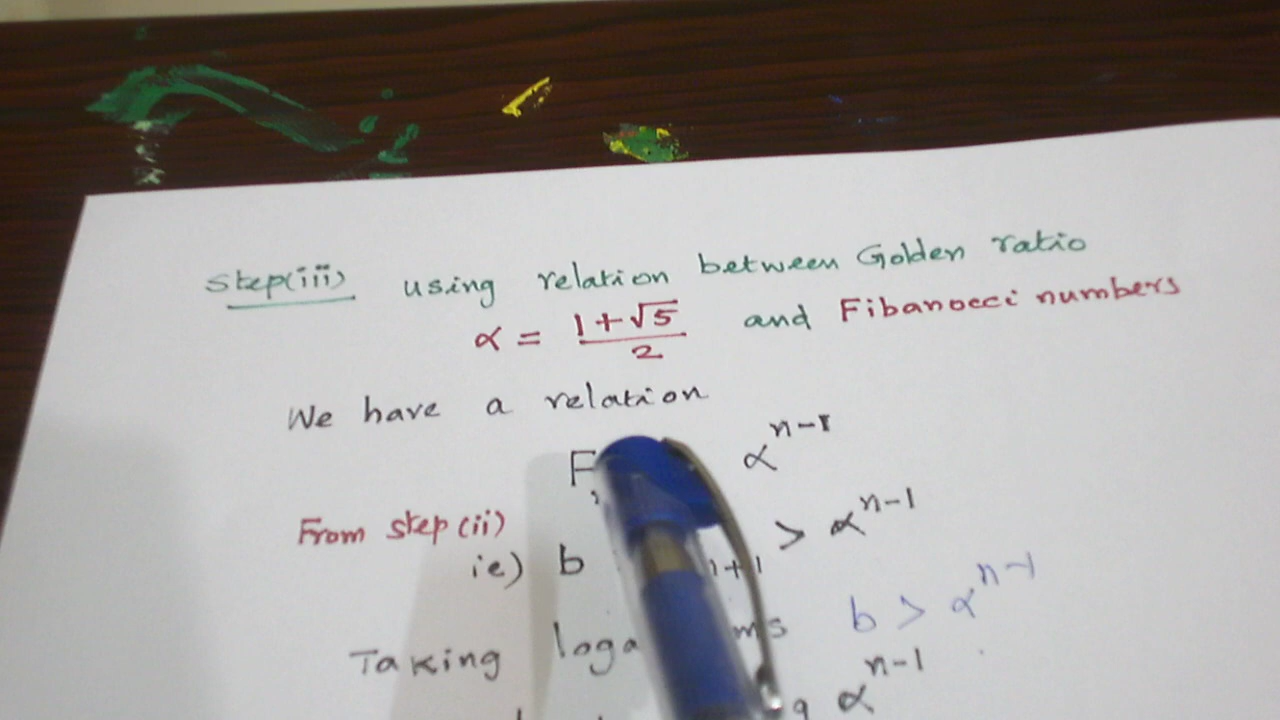 Step(iii) using relation between Golden ratio
α = 1+√5 / 2 and Fibanocci numbers
We have a relation
F α^n-1
From step (ii)
ie) b n+1 > α^n-1
b > α^n-1
Taking
α^n-1